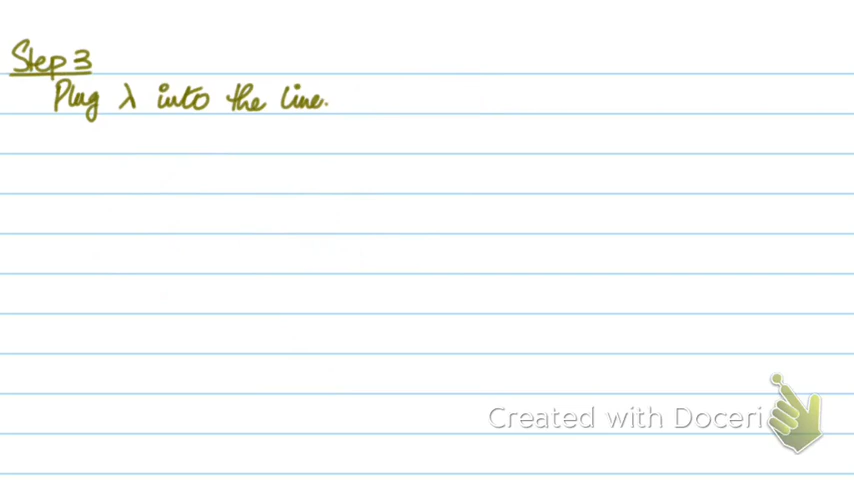 Step 3
Plug λ into the line.
Created with Doceri